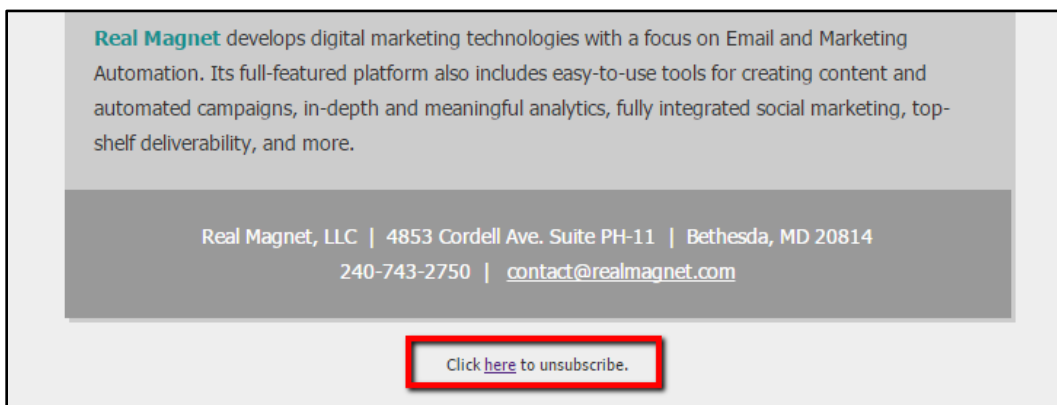 Real Magnet develops digital marketing technologies with a focus on Email and Marketing
Automation. Its full-featured platform also includes easy-to-use tools for creating content and
automated campaigns, in-depth and meaningful analytics, fully integrated social marketing, top-
shelf deliverability, and more.
Real Magnet, LLC | 4853 Cordell Ave. Suite PH-11 | Bethesda, MD 20814
240-743-2750 | contact@realmagnet.com
Click here to unsubscribe.